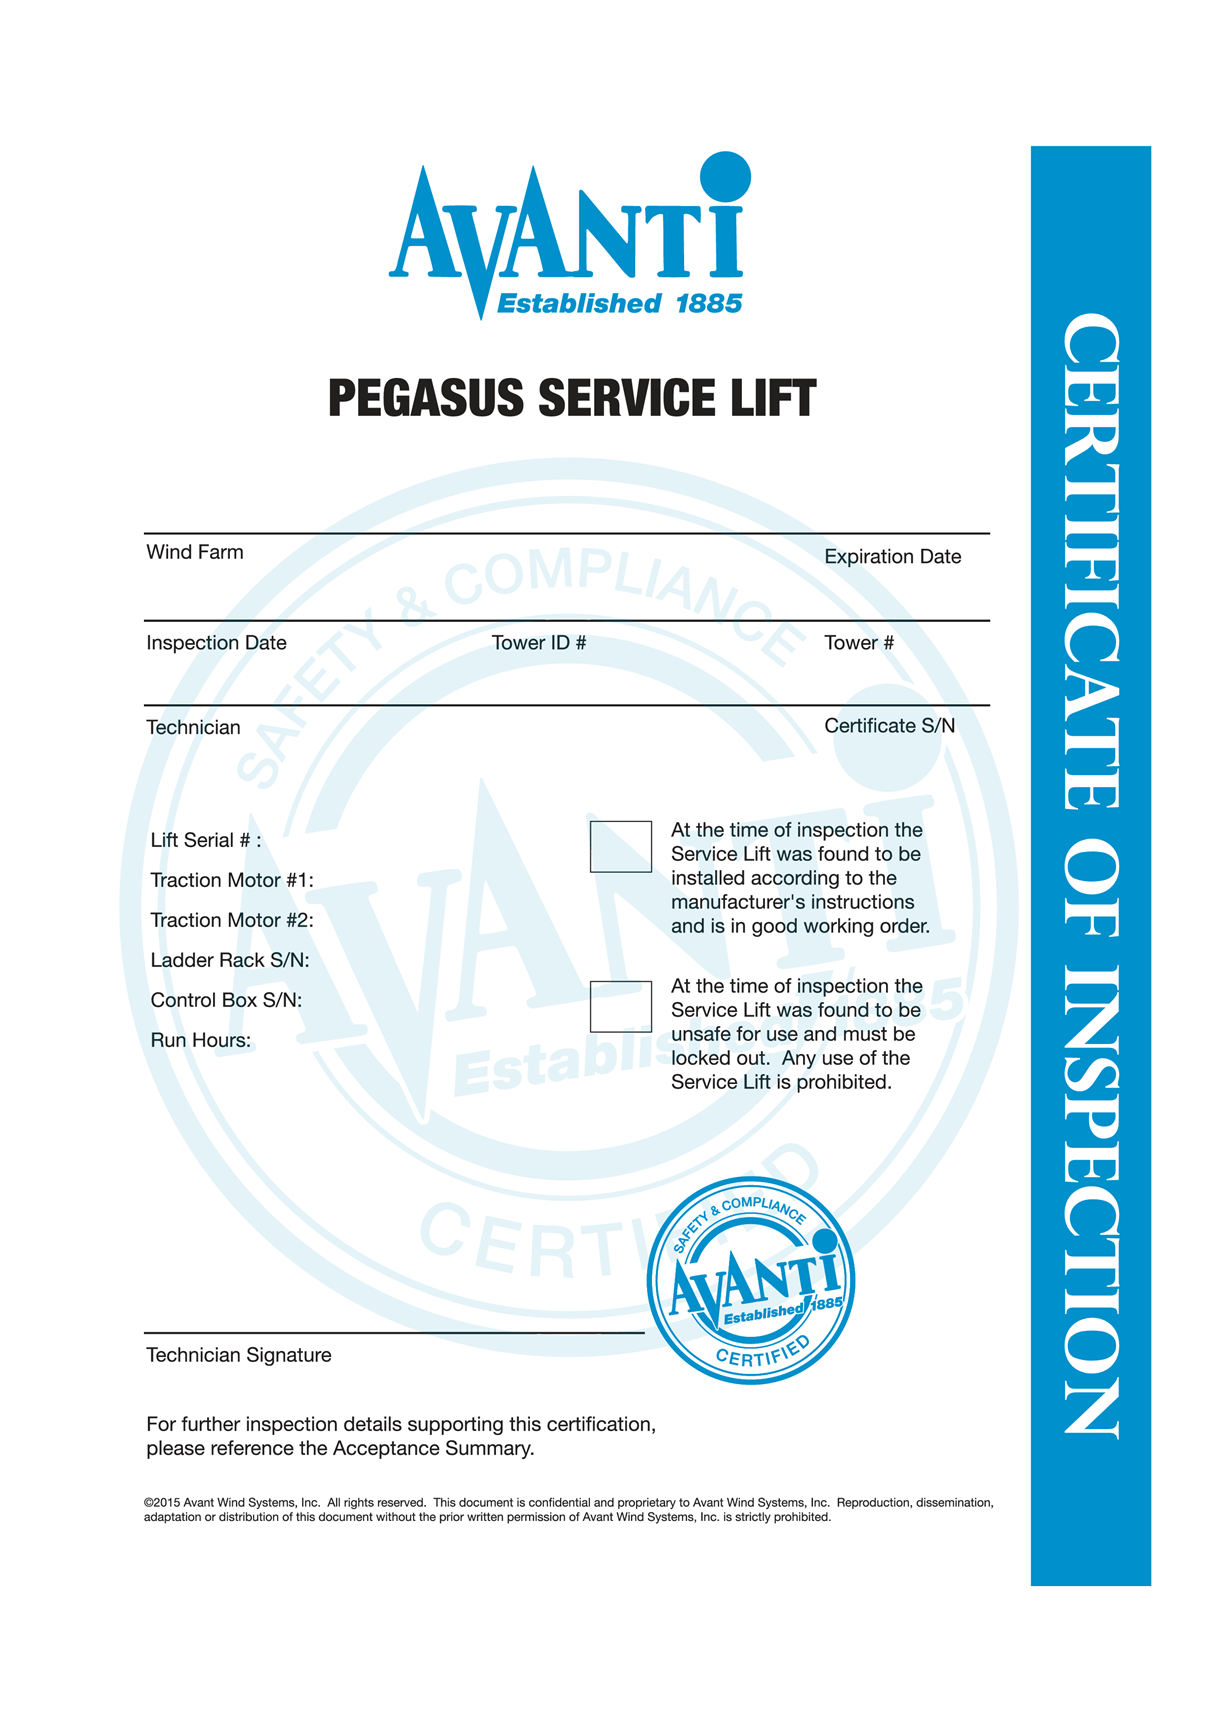 AVANTi
Established 1885
PEGASUS SERVICE LIFT
CERTIFICATE OF INSPECTION
Wind Farm
Expiration Date
Inspection Date
Tower ID #
Tower #
Technician
Certificate S/N
Lift Serial # :
Traction Motor #1:
Traction Motor #2:
Ladder Rack S/N:
Control Box S/N:
Run Hours:
At the time of inspection the
Service Lift was found to be
installed according to the
manufacturer's instructions
and is in good working order.
At the time of inspection the
Service Lift was found to be
unsafe for use and must be
locked out.  Any use of the
Service Lift is prohibited.
SAFETY & COMPLIANCE
AVANTi
Established 1885
CERTIFIED
SAFETY & COMPLIANCE
AVANTi
Established 1885
CERTIFIED
Technician Signature
For further inspection details supporting this certification,
please reference the Acceptance Summary.
©2015 Avant Wind Systems, Inc.  All rights reserved.  This document is confidential and proprietary to Avant Wind Systems, Inc.  Reproduction, dissemination,
adaptation or distribution of this document without the prior written permission of Avant Wind Systems, Inc. is strictly prohibited.